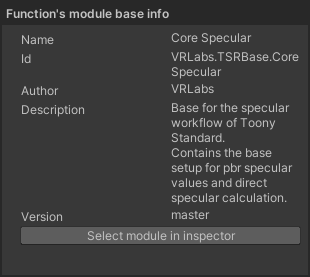 Function's module base info
Name Core Specular
Id VRLabs.TSRBase.Core
Specular
Author VRLabs
Description Base for the specular
workflow of Toony
Standard.
Contains the base
setup for pbr specular
values and direct
specular calculation.
Version master
Select module in inspector